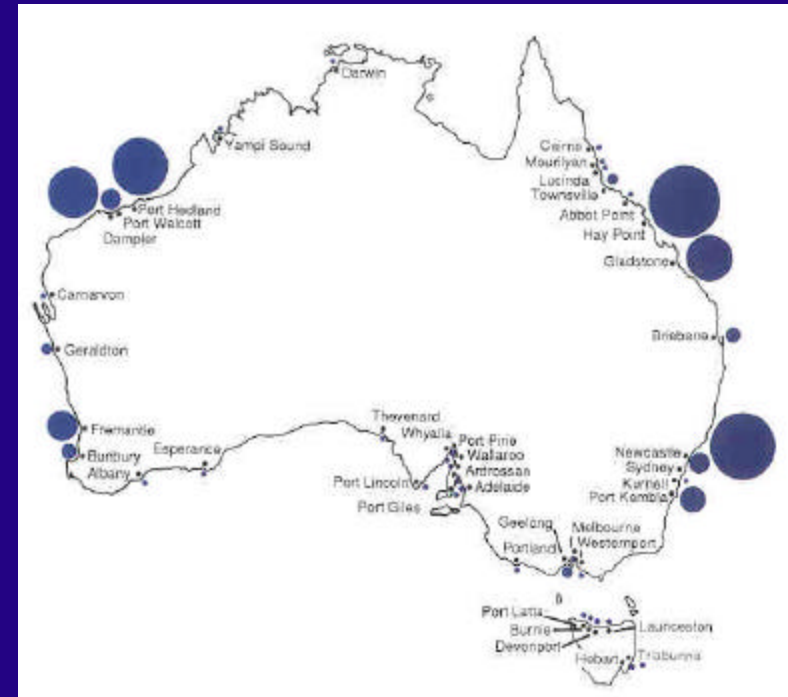 Darwin
Yampi Sound
Port Hedland
Port Walcott
Dampier
Cairns
Mourilyan
Lucinda
Townsville
Abbot Point
Hay Point
Gladstone
Carnarvon
Geraldton
Brisbane
Fremantle
Bunbury
Albany
Esperance
Thevenard
Whyalla
Port Pirie
Wallaroo
Ardrossan
Port Lincoln
Adelaide
Port Giles
Newcastle
Sydney
Kurnell
Port Kembla
Geelong
Melbourne
Westernport
Portland
Port Latta
Burnie
Devonport
Launceston
Hobart
Triabunna